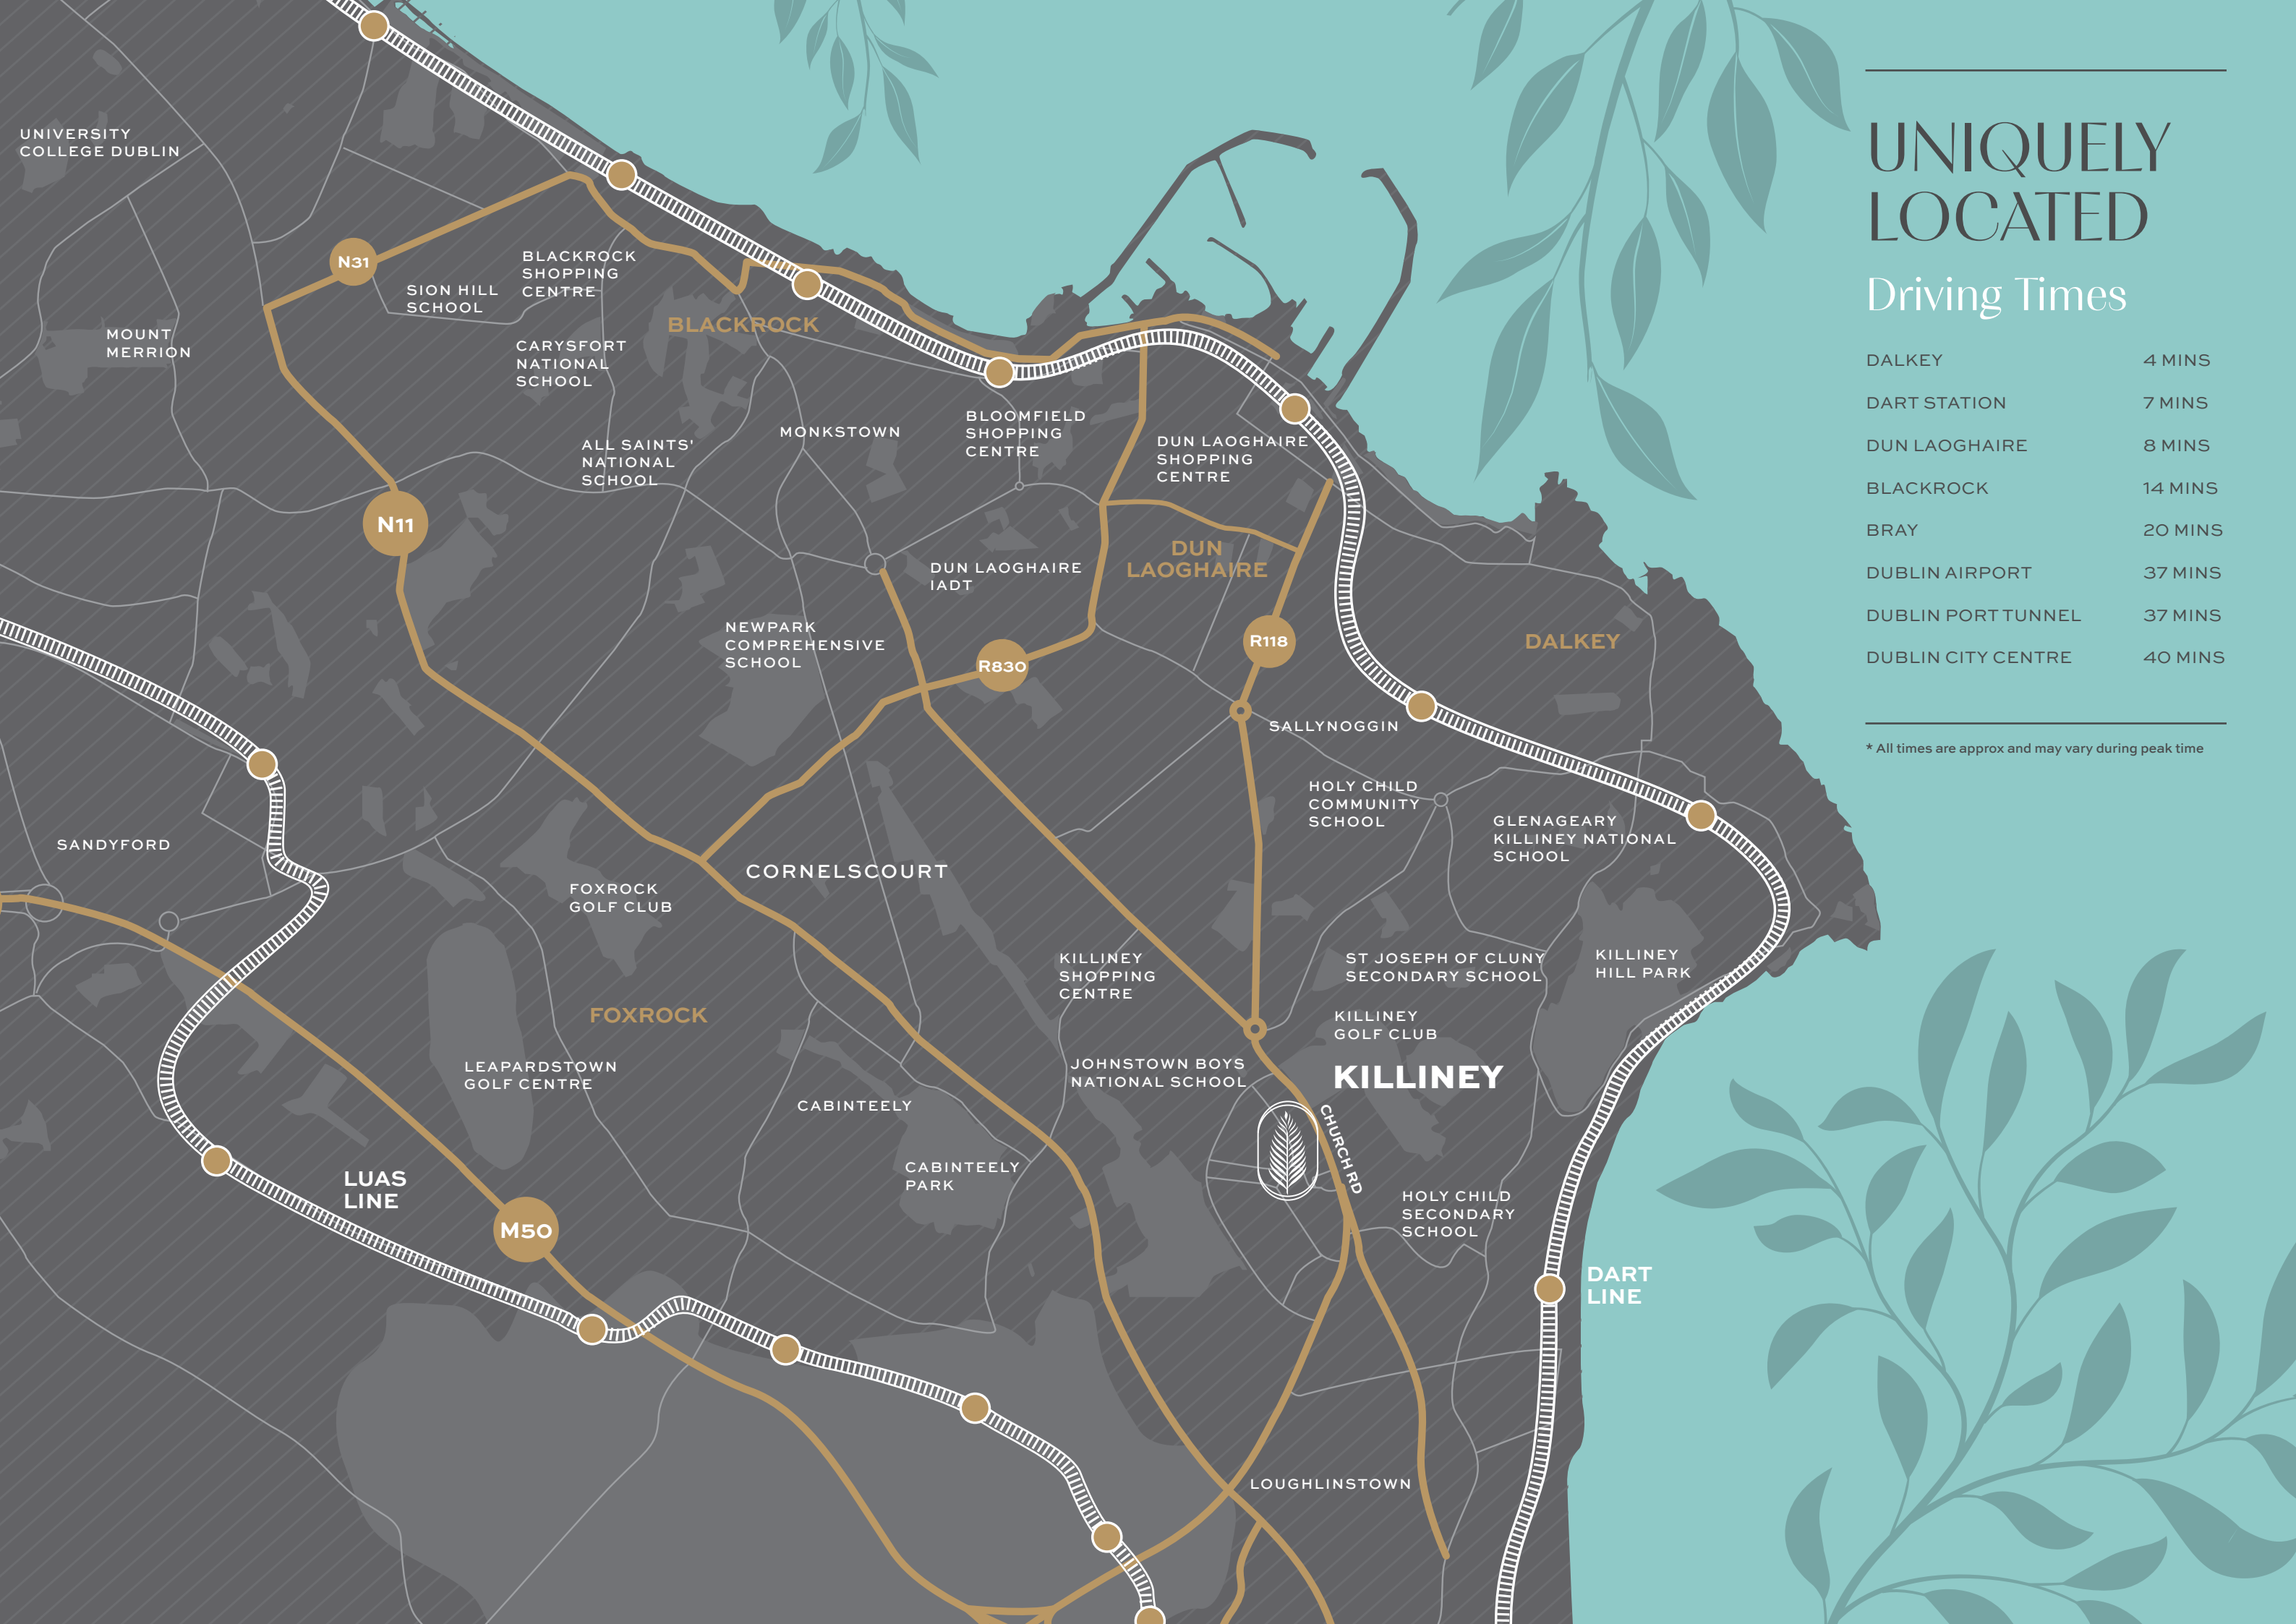 UNIVERSITY
COLLEGE DUBLIN
N31
SION HILL
SCHOOL
BLACKROCK
SHOPPING
CENTRE
BLACKROCK
MOUNT
MERRION
CARYSFORT
NATIONAL
SCHOOL
ALL SAINTS'
NATIONAL
SCHOOL
MONKSTOWN
BLOOMFIELD
SHOPPING
CENTRE
DUN LAOGHAIRE
SHOPPING
CENTRE
N11
DUN LAOGHAIRE
IADT
DUN
LAOGHAIRE
NEWPARK
COMPREHENSIVE
SCHOOL
R830
R118
DALKEY
SALLYNOGGIN
HOLY CHILD
COMMUNITY
SCHOOL
GLENAGEARY
KILLINEY NATIONAL
SCHOOL
SANDYFORD
CORNELSCOURT
FOXROCK
GOLF CLUB
KILLINEY
SHOPPING
CENTRE
ST JOSEPH OF CLUNY
SECONDARY SCHOOL
KILLINEY
HILL PARK
FOXROCK
KILLINEY
GOLF CLUB
LEAPARDSTOWN
GOLF CENTRE
JOHNSTOWN BOYS
NATIONAL SCHOOL
KILLINEY
CABINTEELY
CHURCH RD
CABINTEELY
PARK
LUAS
LINE
M50
HOLY CHILD
SECONDARY
SCHOOL
DART
LINE
LOUGHLINSTOWN
UNIQUELY
LOCATED
Driving Times
DALKEY 4 MINS
DART STATION 7 MINS
DUN LAOGHAIRE 8 MINS
BLACKROCK 14 MINS
BRAY 20 MINS
DUBLIN AIRPORT 37 MINS
DUBLIN PORT TUNNEL 37 MINS
DUBLIN CITY CENTRE 40 MINS
* All times are approx and may vary during peak time